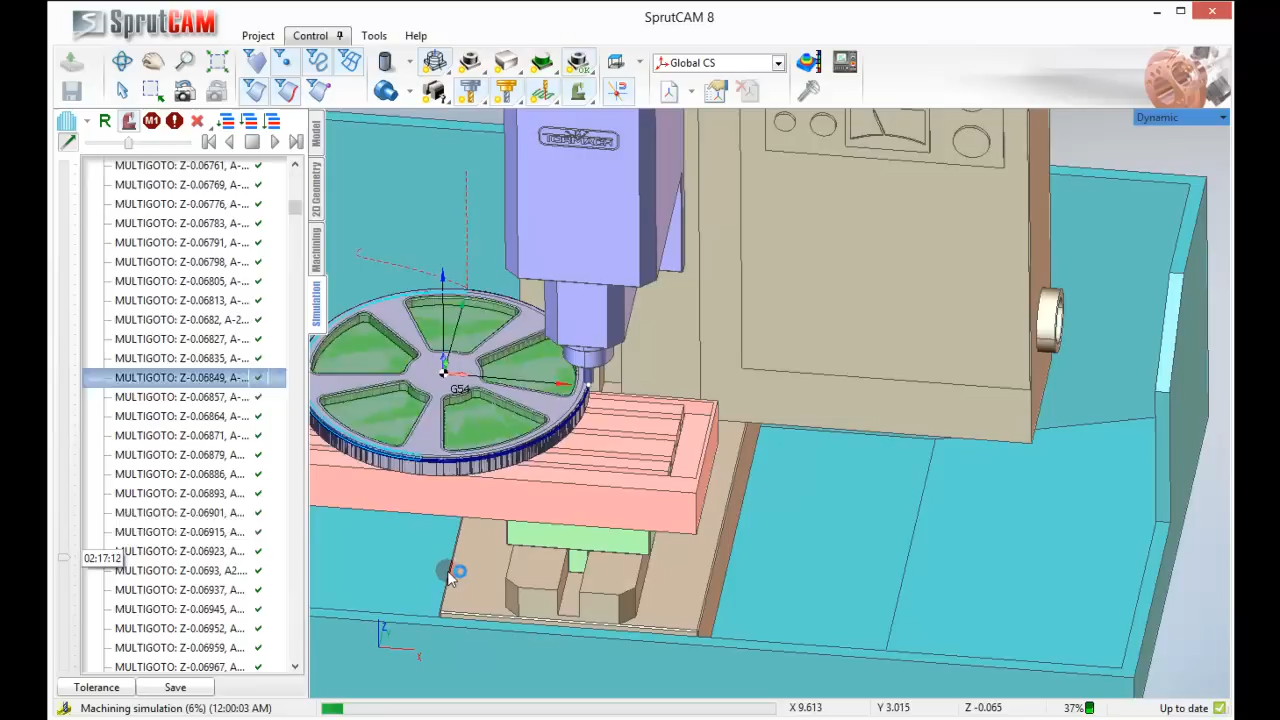 SprutCAM
SprutCAM 8
Project
Control
Tools
Help
Global CS
R
M1
Dynamic
Model
2D Geometry
Machining
Simulation
MULTIGOTO: Z-0.06761, A-...
MULTIGOTO: Z-0.06769, A-...
MULTIGOTO: Z-0.06776, A-...
MULTIGOTO: Z-0.06783, A-...
MULTIGOTO: Z-0.06791, A-...
MULTIGOTO: Z-0.06798, A-...
MULTIGOTO: Z-0.06805, A-...
MULTIGOTO: Z-0.06813, A-...
MULTIGOTO: Z-0.0682, A-2...
MULTIGOTO: Z-0.06827, A-...
MULTIGOTO: Z-0.06835, A-...
MULTIGOTO: Z-0.06849, A-...
MULTIGOTO: Z-0.06857, A-...
MULTIGOTO: Z-0.06864, A-...
MULTIGOTO: Z-0.06871, A-...
MULTIGOTO: Z-0.06879, A...
MULTIGOTO: Z-0.06886, A...
MULTIGOTO: Z-0.06893, A...
MULTIGOTO: Z-0.06901, A...
MULTIGOTO: Z-0.06915, A...
MULTIGOTO: Z-0.06923, A...
MULTIGOTO: Z-0.0693, A2...
MULTIGOTO: Z-0.06937, A...
MULTIGOTO: Z-0.06945, A...
MULTIGOTO: Z-0.06952, A...
MULTIGOTO: Z-0.06959, A...
MULTIGOTO: Z-0.06967, A...
02:17:12
TORMACH
G54
Z
X
Tolerance
Save
Machining simulation (6%) (12:00:03 AM)
X 9.613
Y 3.015
Z -0.065
37%
Up to date